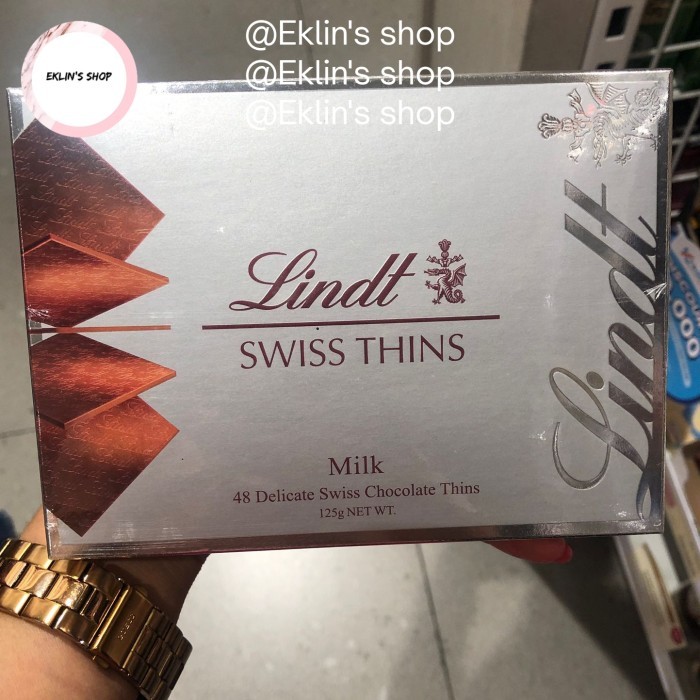 @Eklin's shop
@Eklin's shop
@Eklin's shop
EKLIN'S SHOP
Lindt
SWISS THINS
Milk
48 Delicate Swiss Chocolate Thins
125g NET WT.
Lindt
000